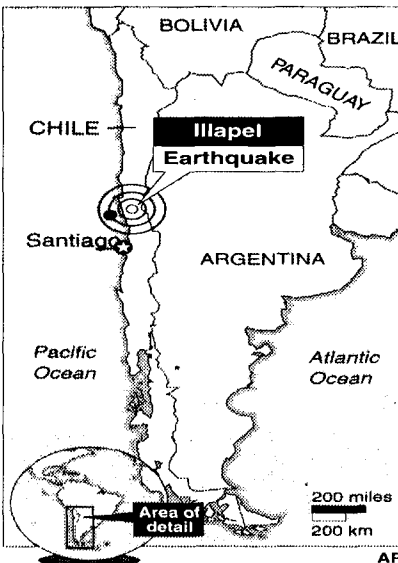 BOLIVIA
BRAZIL
PARAGUAY
CHILE
Illapel
Earthquake
Santiago
ARGENTINA
Pacific
Ocean
Atlantic
Ocean
Area of
detail
200 miles
200 km